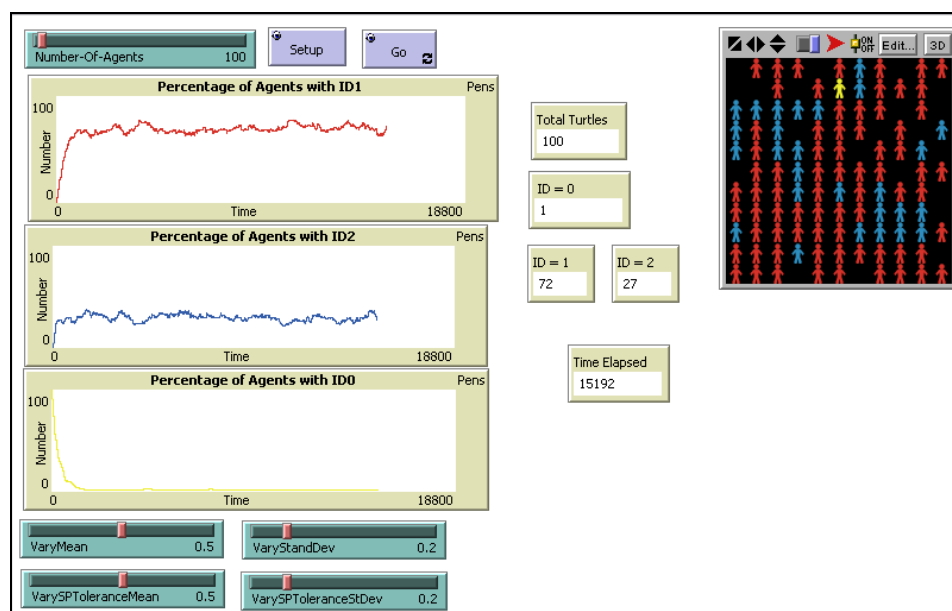 Number-Of-Agents 100
Setup
Go
ON
OFF
Edit...
3D
Percentage of Agents with ID1
Pens
100
Number
0
0
Time
18800
Total Turtles
100
ID = 0
1
Percentage of Agents with ID2
Pens
100
Number
0
0
Time
18800
ID = 1
72
ID = 2
27
Time Elapsed
15192
Percentage of Agents with ID0
Pens
100
Number
0
0
Time
18800
VaryMean 0.5
VaryStandDev 0.2
VarySPToleranceMean 0.5
VarySPToleranceStDev 0.2